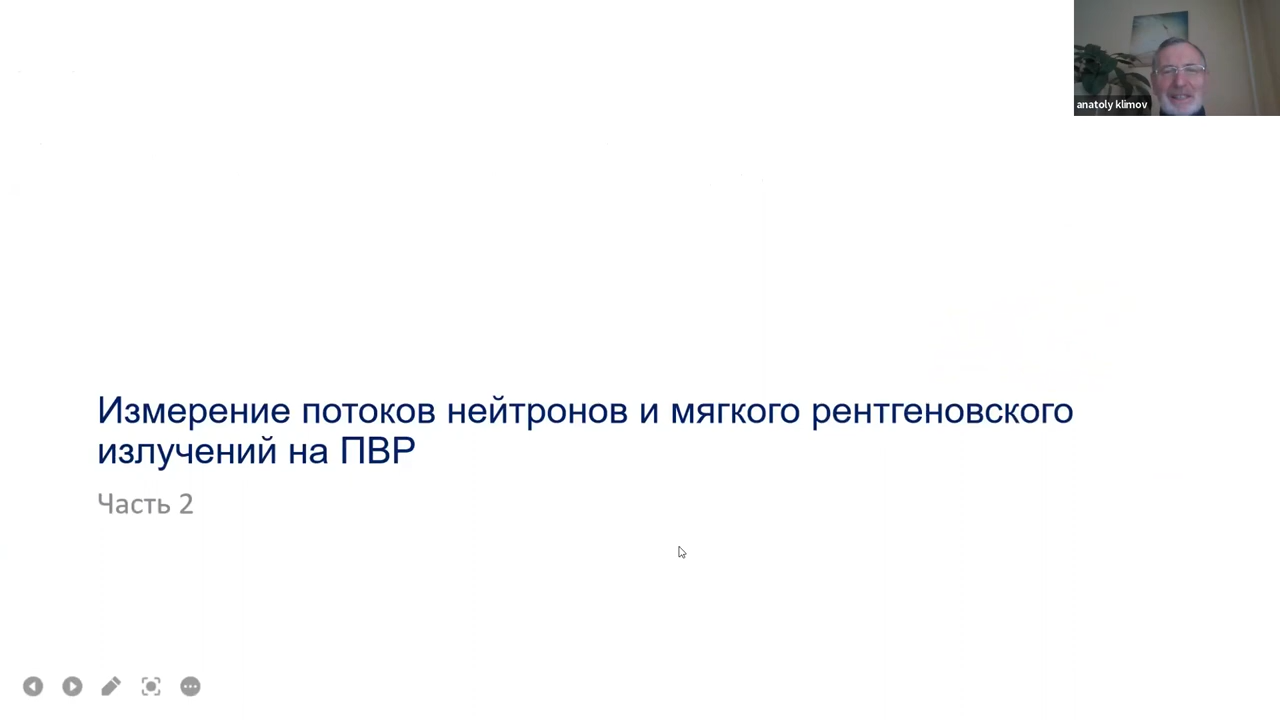 anatoly klimov
Измерение потоков нейтронов и мягкого рентгеновского
излучений на ПВР
Часть 2